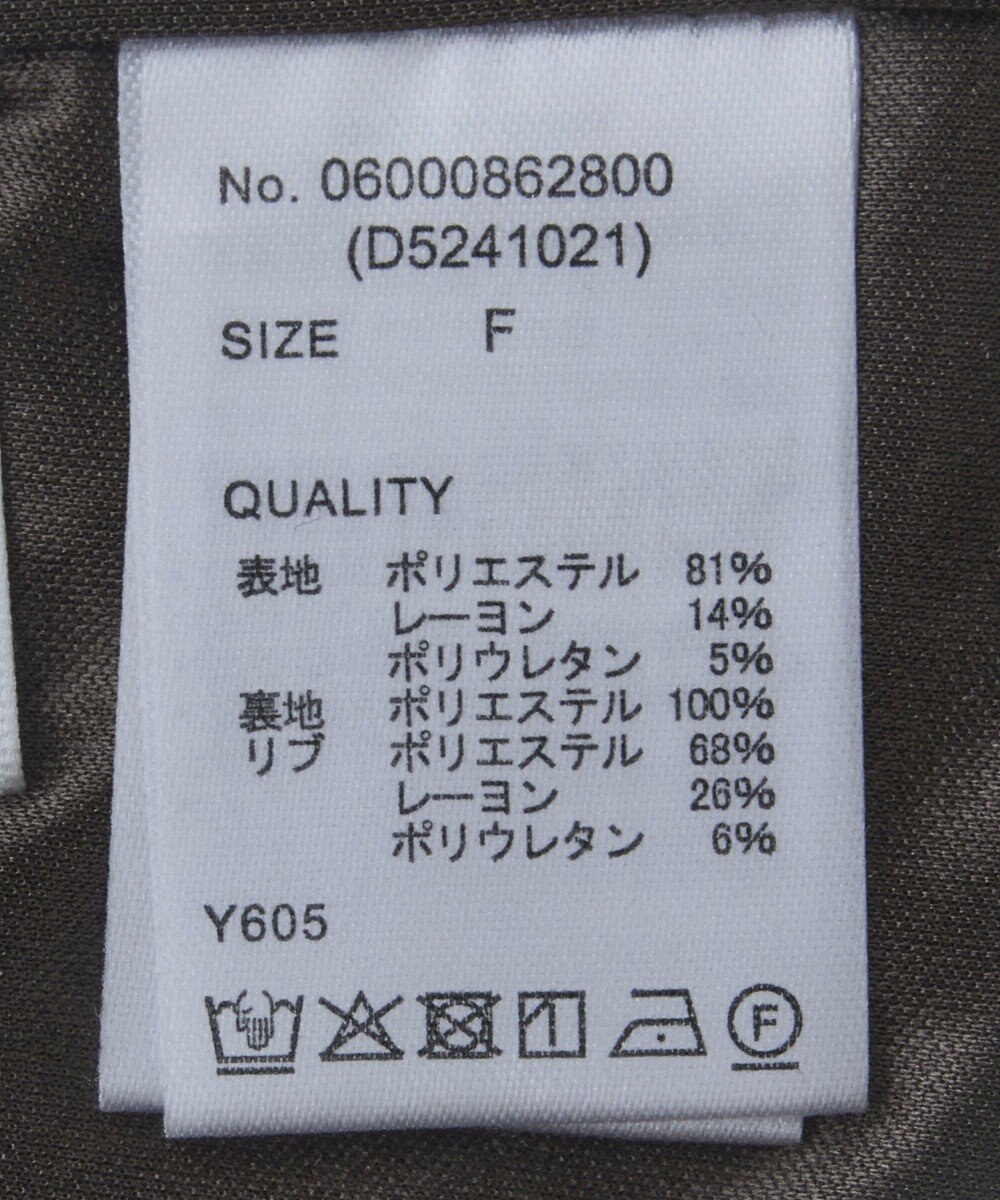 No. 06000862800
(D5241021)
SIZE F
QUALITY
表地 ポリエステル 81%
レーヨン 14%
ポリウレタン 5%
裏地 ポリエステル 100%
リブ ポリエステル 68%
レーヨン 26%
ポリウレタン 6%
Y605
F